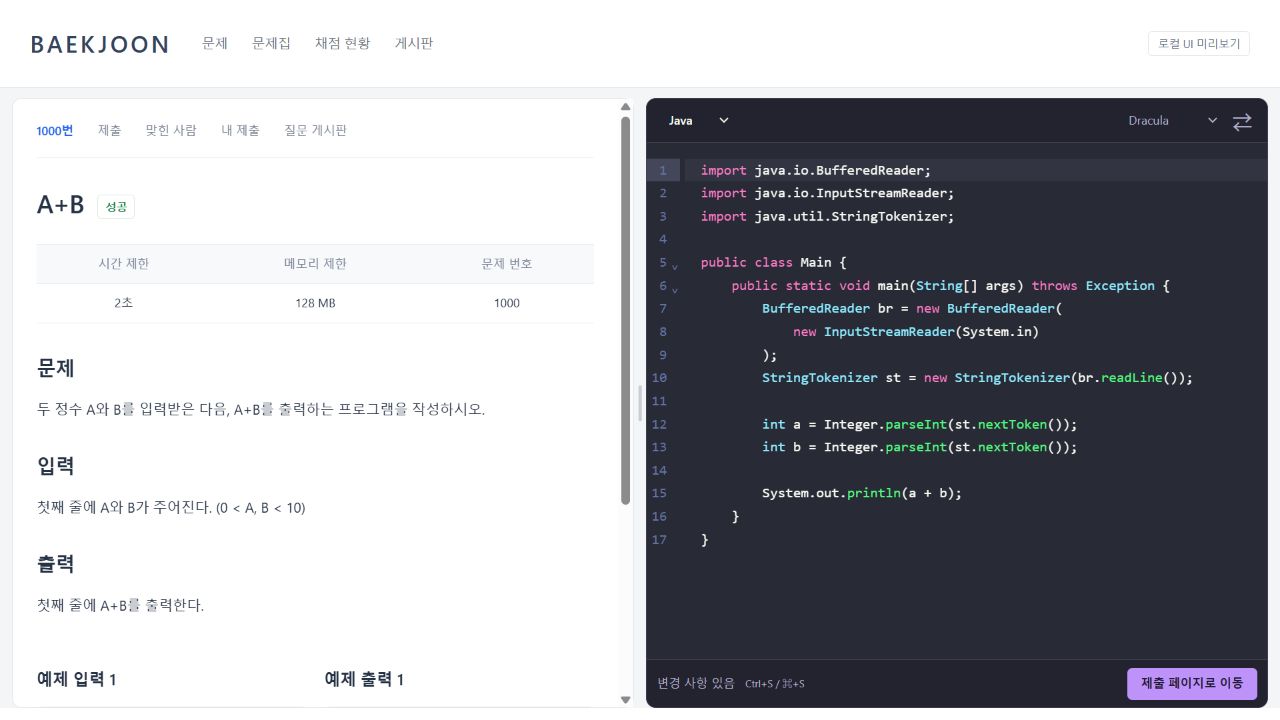 BAEKJOON 문제 문제집 채점 현황 게시판 로컬 UI 미리보기
1000번 제출 맞힌 사람 내 제출 질문 게시판
A+B 성공
시간 제한 메모리 제한 문제 번호
2초 128 MB 1000
문제
두 정수 A와 B를 입력받은 다음, A+B를 출력하는 프로그램을 작성하시오.
입력
첫째 줄에 A와 B가 주어진다. (0 < A, B < 10)
출력
첫째 줄에 A+B를 출력한다.
예제 입력 1 예제 출력 1
Java Dracula
1 import java.io.BufferedReader;
2 import java.io.InputStreamReader;
3 import java.util.StringTokenizer;
4
5 public class Main {
6     public static void main(String[] args) throws Exception {
7         BufferedReader br = new BufferedReader(
8             new InputStreamReader(System.in)
9         );
10         StringTokenizer st = new StringTokenizer(br.readLine());
11
12         int a = Integer.parseInt(st.nextToken());
13         int b = Integer.parseInt(st.nextToken());
14
15         System.out.println(a + b);
16     }
17 }
변경 사항 있음 Ctrl+S / ⌘+S 제출 페이지로 이동